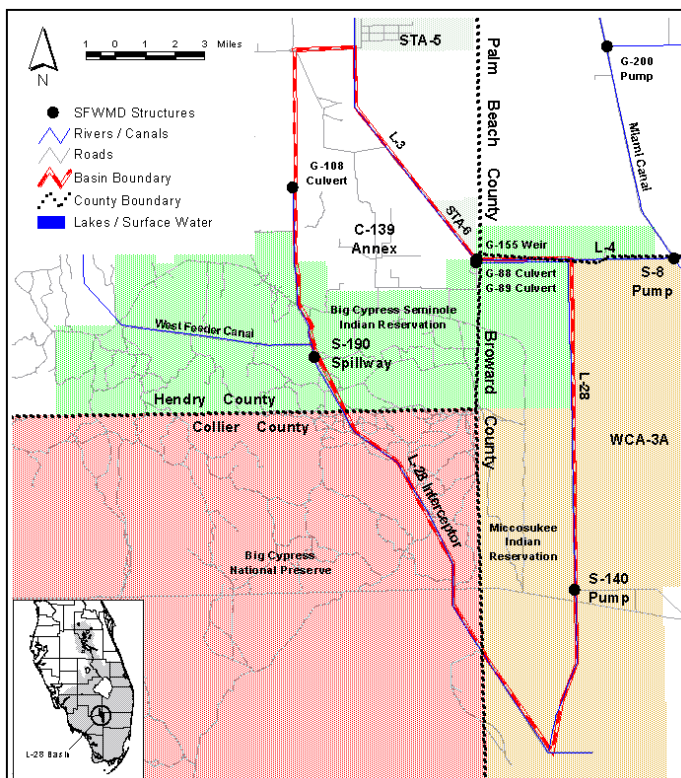 1 0 1 2 3 Miles
N
SFWMD Structures
Rivers / Canals
Roads
Basin Boundary
County Boundary
Lakes / Surface Water
STA-5
Palm Beach County
G-200
Pump
Miami Canal
L-3
G-108
Culvert
STA-6
C-139
Annex
G-155 Weir
L-4
G-88 Culvert
G-89 Culvert
S-8
Pump
Big Cypress Seminole
Indian Reservation
West Feeder Canal
S-190
Spillway
Broward County
L-28
Hendry County
Collier County
WCA-3A
L-28 Interceptor
Miccosukee
Indian
Reservation
Big Cypress
National Preserve
S-140
Pump
L-28 Basin